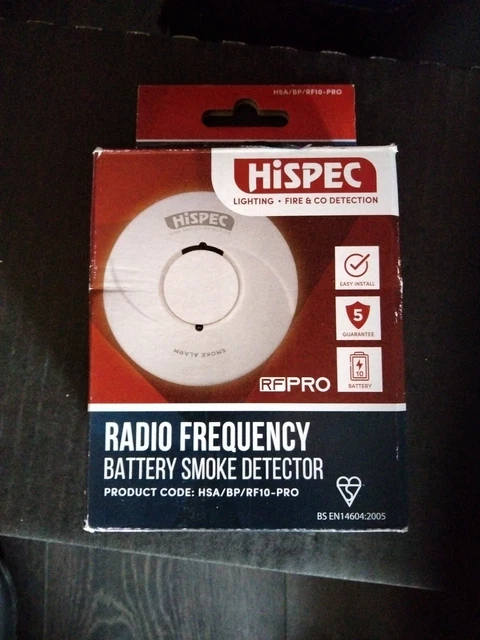 HSA/BP/RF10-PRO
HiSPEC
LIGHTING • FIRE & CO DETECTION
HiSPEC
EASY INSTALL
5
GUARANTEE
10
BATTERY
SMOKE ALARM
RFPRO
RADIO FREQUENCY
BATTERY SMOKE DETECTOR
PRODUCT CODE: HSA/BP/RF10-PRO
BS EN14604:2005